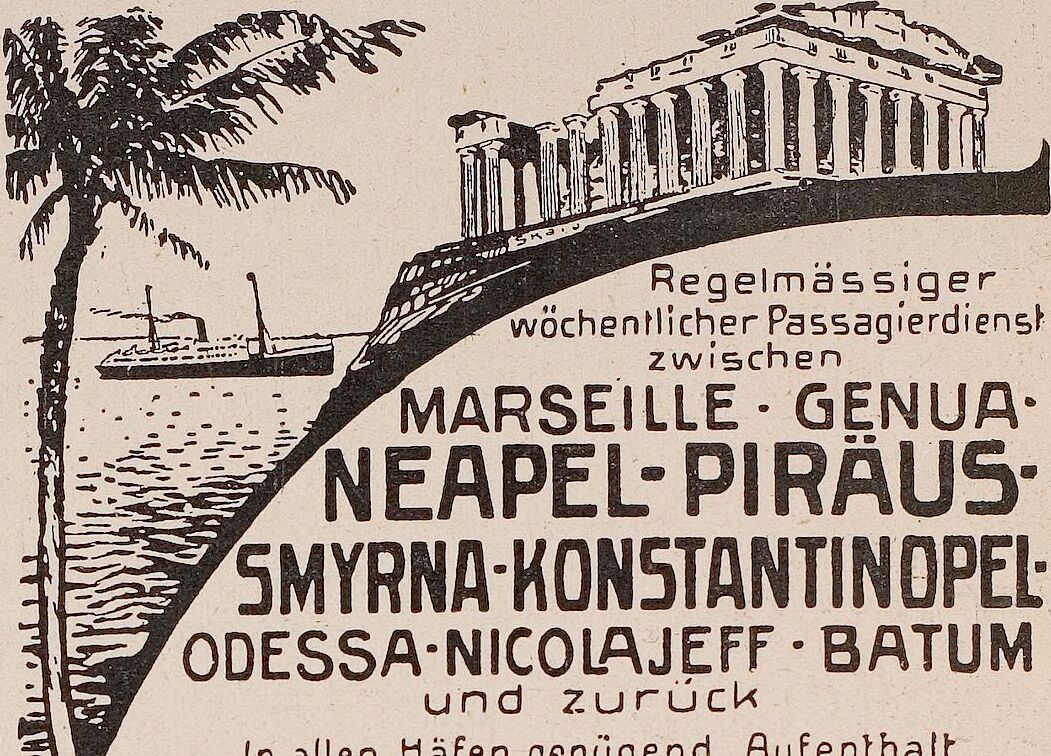 Skaio
Regelmässiger
wöchentlicher Passagierdienst
zwischen
MARSEILLE · GENUA·
NEAPEL-PIRÄUS-
SMYRNA-KONSTANTINOPEL-
ODESSA·NICOLAJEFF·BATUM
und zurück
In allen Häfen genügend Aufenthalt